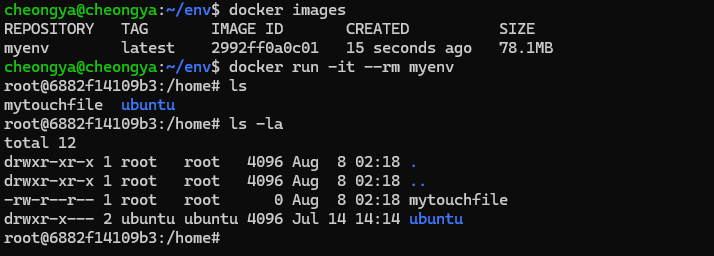 cheongya@cheongya:~/env$ docker images
REPOSITORY   TAG       IMAGE ID       CREATED          SIZE
myenv        latest    2992ff0a0c01   15 seconds ago   78.1MB
cheongya@cheongya:~/env$ docker run -it --rm myenv
root@6882f14109b3:/home# ls
mytouchfile  ubuntu
root@6882f14109b3:/home# ls -la
total 12
drwxr-xr-x 1 root   root   4096 Aug  8 02:18 .
drwxr-xr-x 1 root   root   4096 Aug  8 02:18 ..
-rw-r--r-- 1 root   root      0 Aug  8 02:18 mytouchfile
drwxr-x--- 2 ubuntu ubuntu 4096 Jul 14 14:14 ubuntu
root@6882f14109b3:/home#